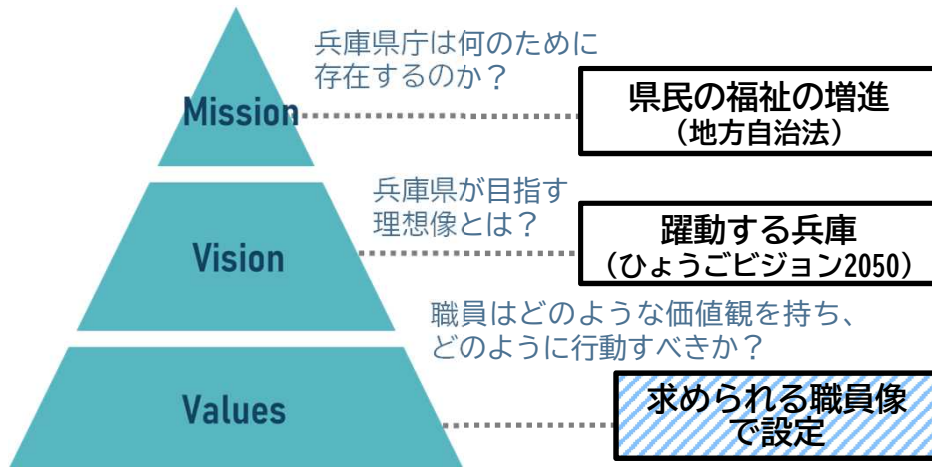 兵庫県庁は何のために
存在するのか？
Mission
県民の福祉の増進
（地方自治法）
兵庫県が目指す
理想像とは？
Vision
躍動する兵庫
（ひょうごビジョン2050）
職員はどのような価値観を持ち、
どのように行動すべきか？
Values
求められる職員像
で設定